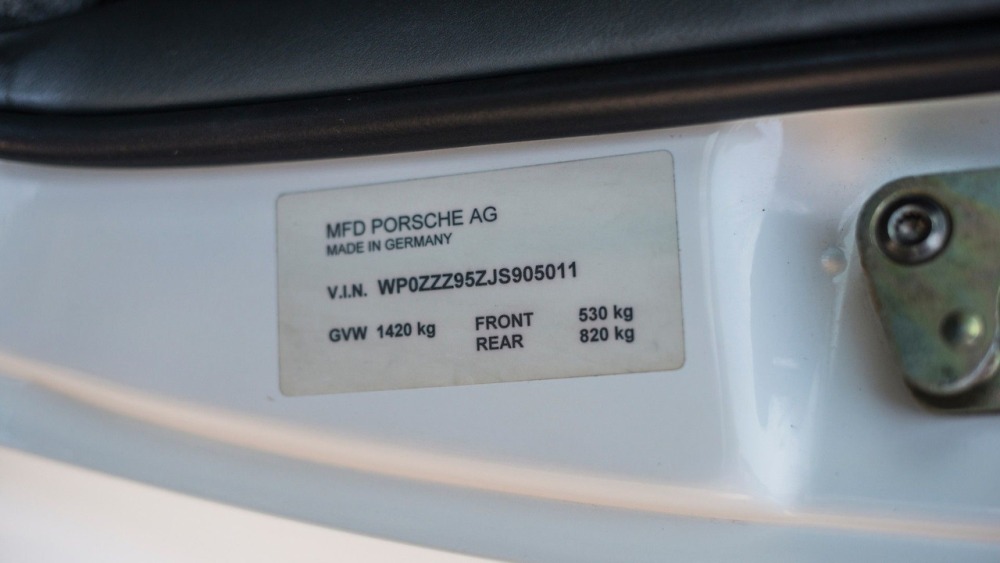 MFD PORSCHE AG
MADE IN GERMANY
V.I.N. WP0ZZZ95ZJS905011
GVW 1420 kg FRONT 530 kg
REAR 820 kg